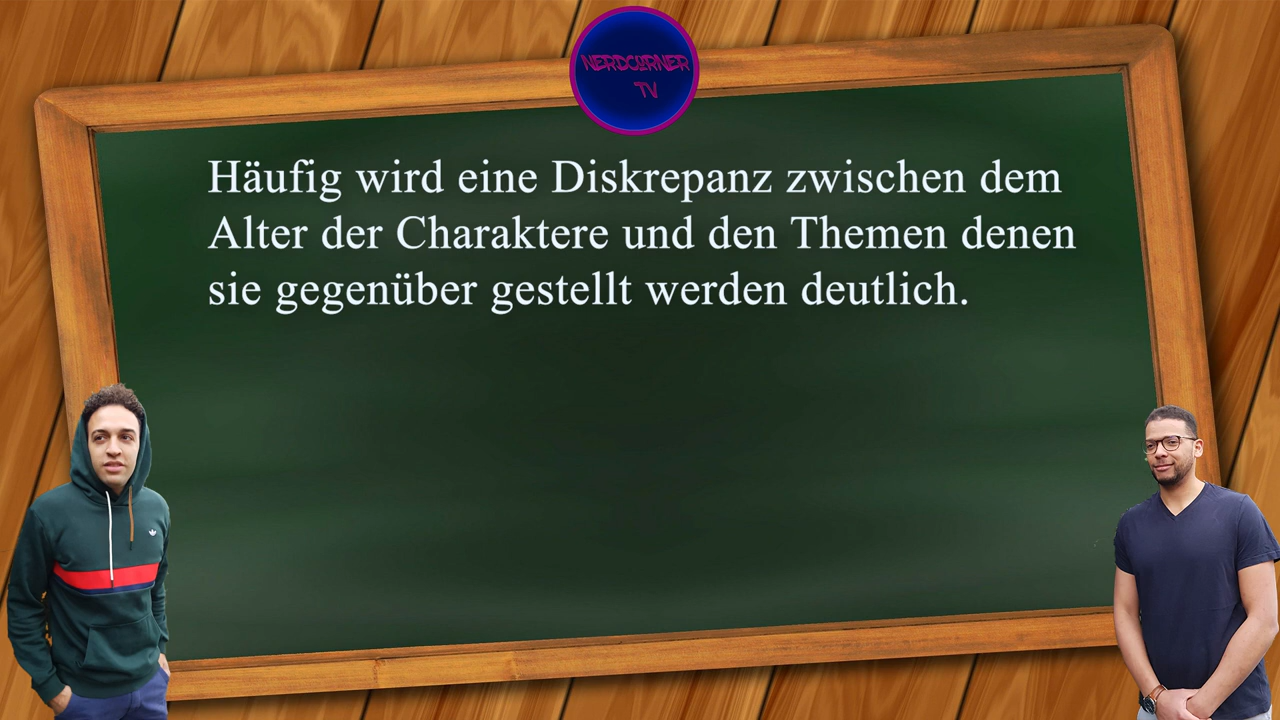 NERDCORNER
TV
Häufig wird eine Diskrepanz zwischen dem
Alter der Charaktere und den Themen denen
sie gegenüber gestellt werden deutlich.